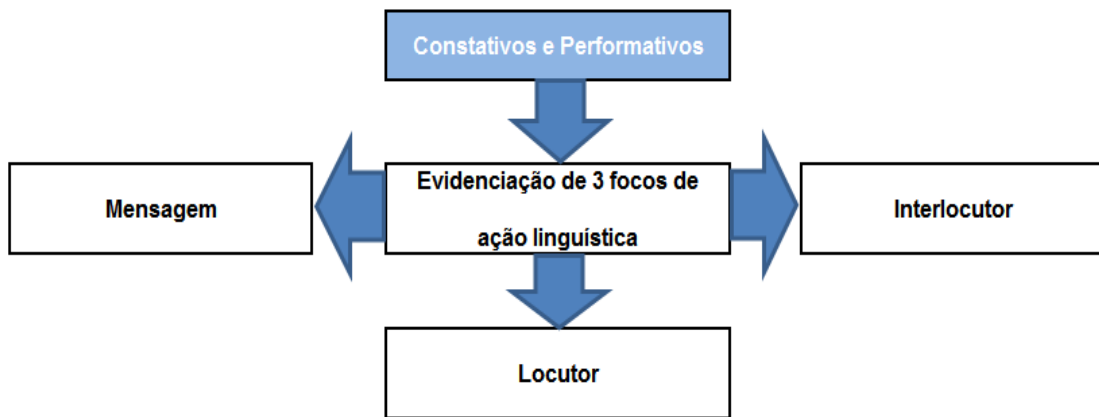 Constativos e Performativos
Mensagem
Evidenciação de 3 focos de
ação linguística
Interlocutor
Locutor